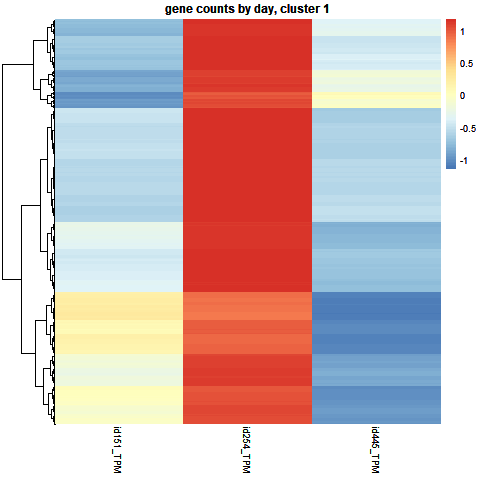 gene counts by day, cluster 1
1
0.5
0
-0.5
-1
id151_TPM
id254_TPM
id445_TPM